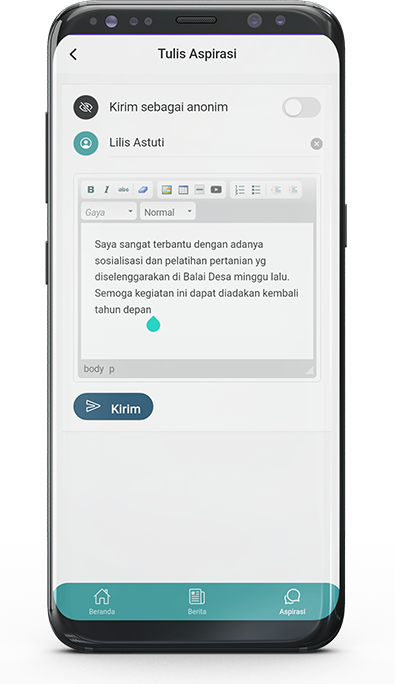 Tulis Aspirasi
Kirim sebagai anonim
Lilis Astuti
B I abc
Gaya Normal
Saya sangat terbantu dengan adanya
sosialisasi dan pelatihan pertanian yg
diselenggarakan di Balai Desa minggu lalu.
Semoga kegiatan ini dapat diadakan kembali
tahun depan
body p
Kirim
Beranda Berita Aspirasi